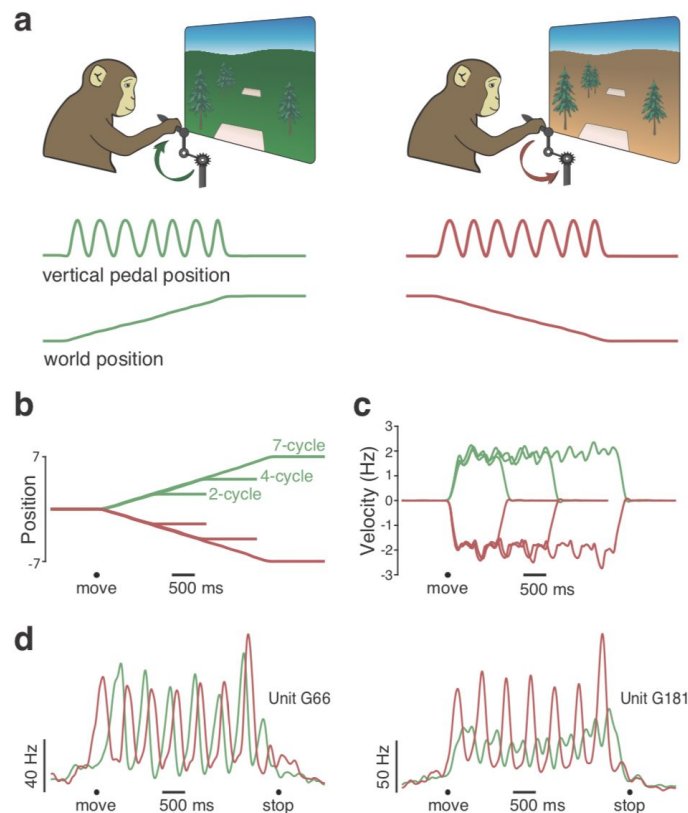 a
vertical pedal position
world position
b
c
7
7-cycle
4-cycle
2-cycle
Position
-7
move
500 ms
3
2
1
0
-1
-2
-3
Velocity (Hz)
move
500 ms
d
Unit G66
40 Hz
move
500 ms
stop
Unit G181
50 Hz
move
500 ms
stop